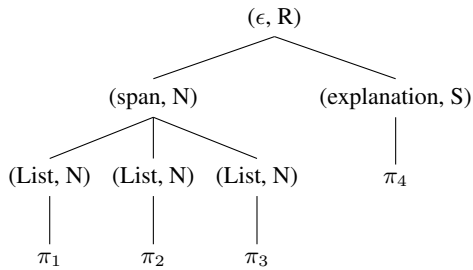 (ϵ, R)
(span, N) (explanation, S)
(List, N) (List, N) (List, N) π4
π1 π2 π3